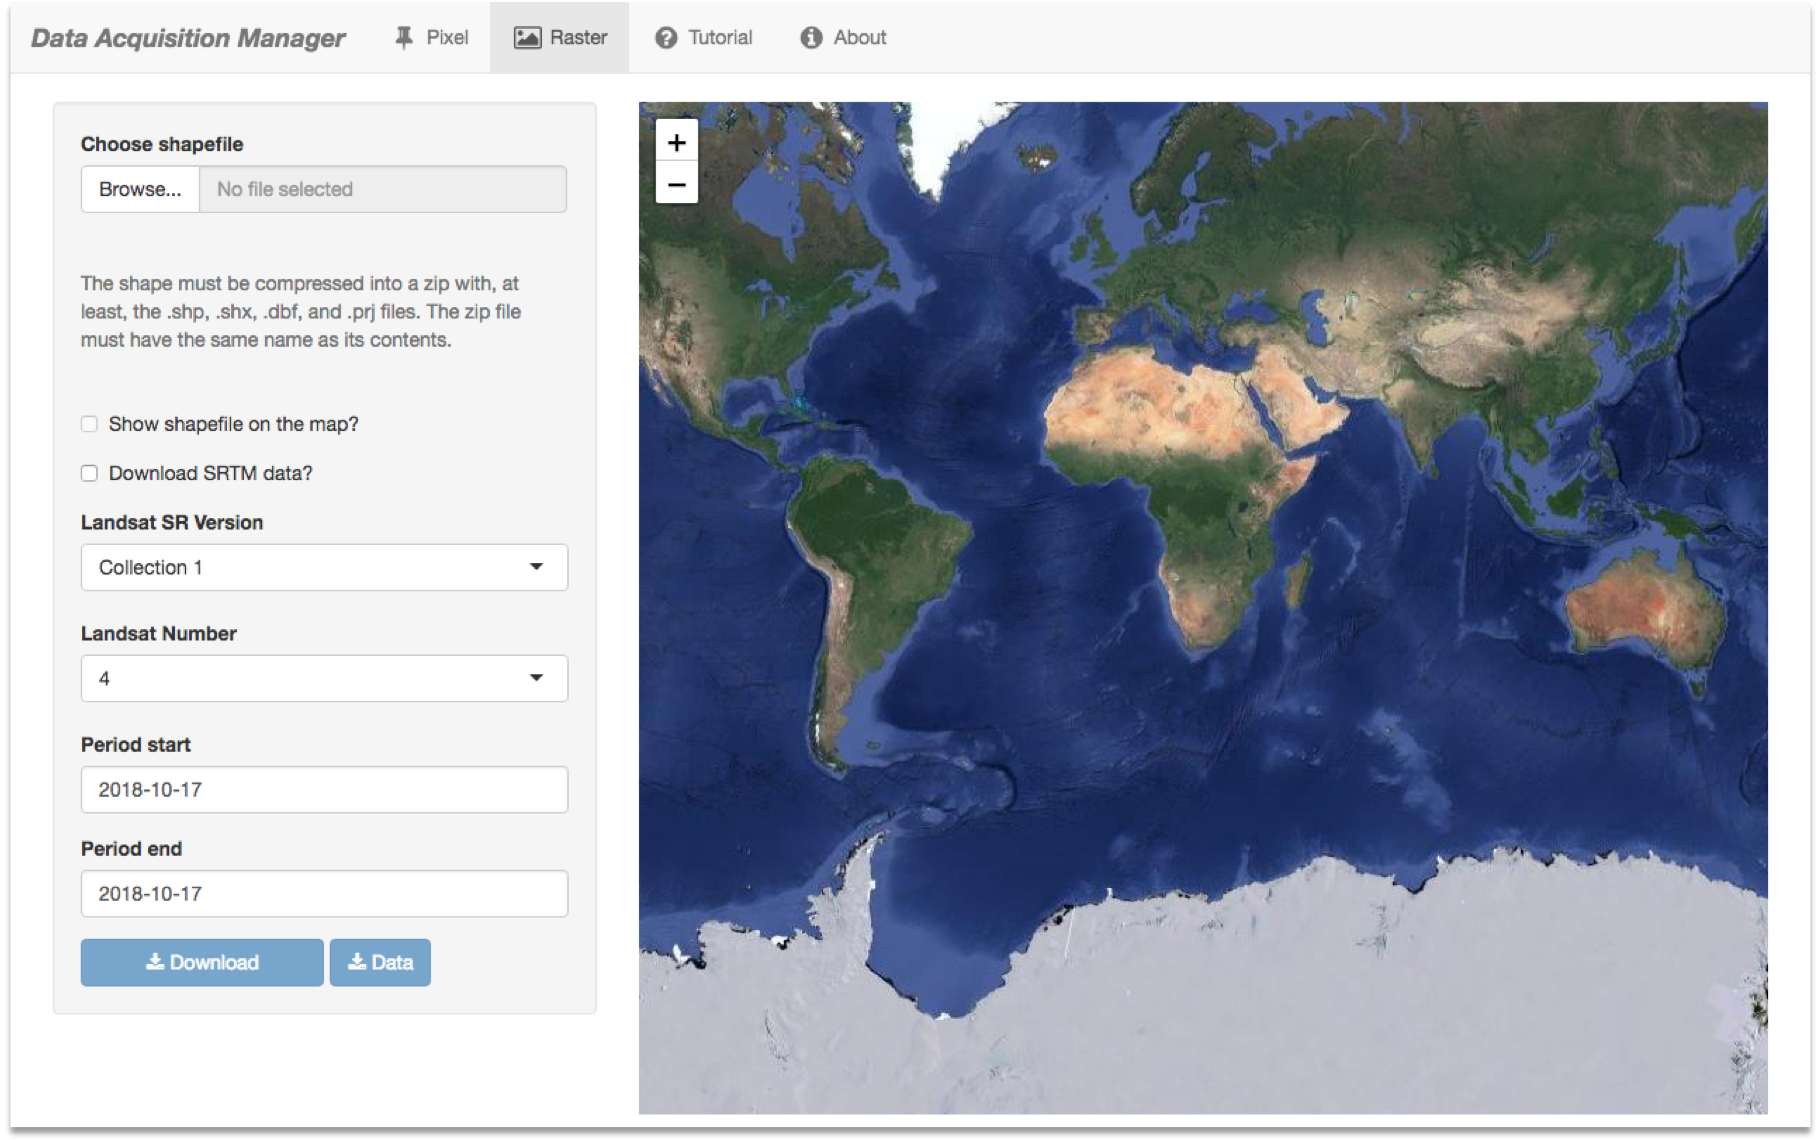 Data Acquisition Manager
Pixel
Raster
Tutorial
About
Choose shapefile
Browse...
No file selected
The shape must be compressed into a zip with, at
least, the .shp, .shx, .dbf, and .prj files. The zip file
must have the same name as its contents.
Show shapefile on the map?
Download SRTM data?
Landsat SR Version
Collection 1
Landsat Number
4
Period start
2018-10-17
Period end
2018-10-17
Download
Data
+
−